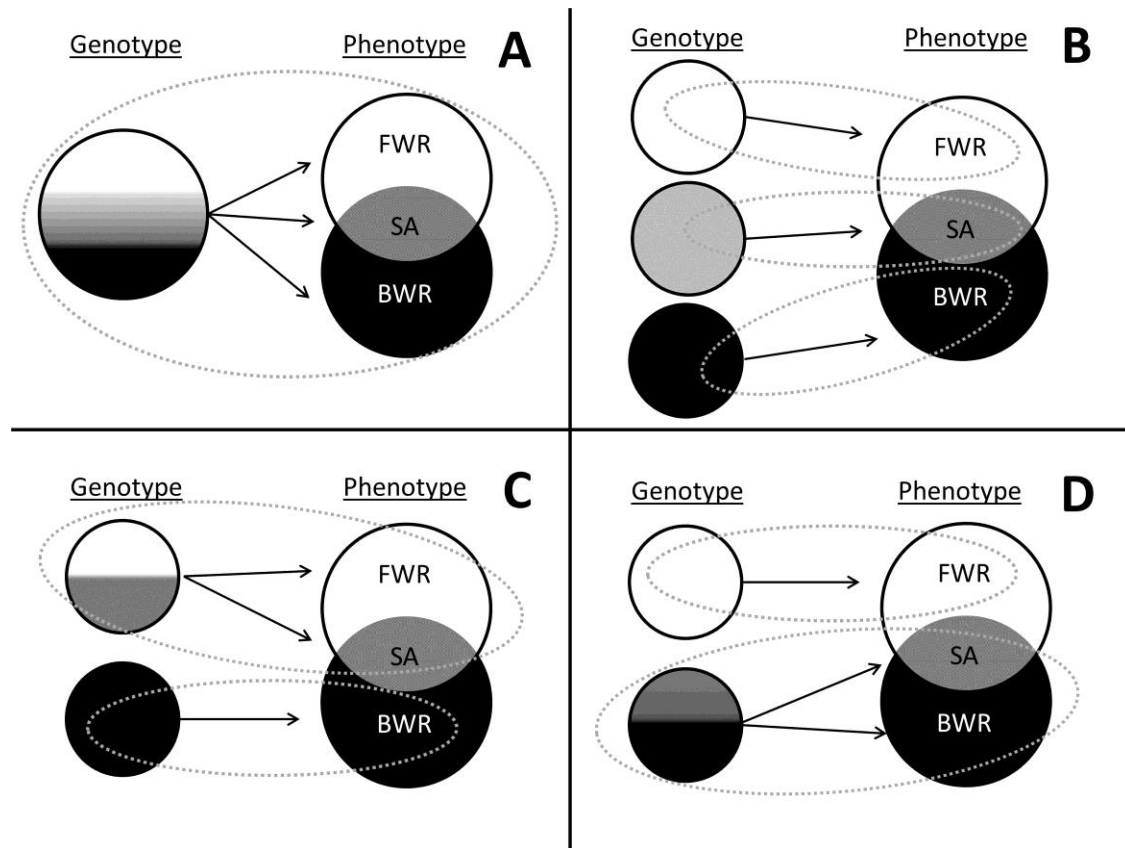 Genotype Phenotype A
FWR
SA
BWR
Genotype Phenotype B
FWR
SA
BWR
Genotype Phenotype C
FWR
SA
BWR
Genotype Phenotype D
FWR
SA
BWR